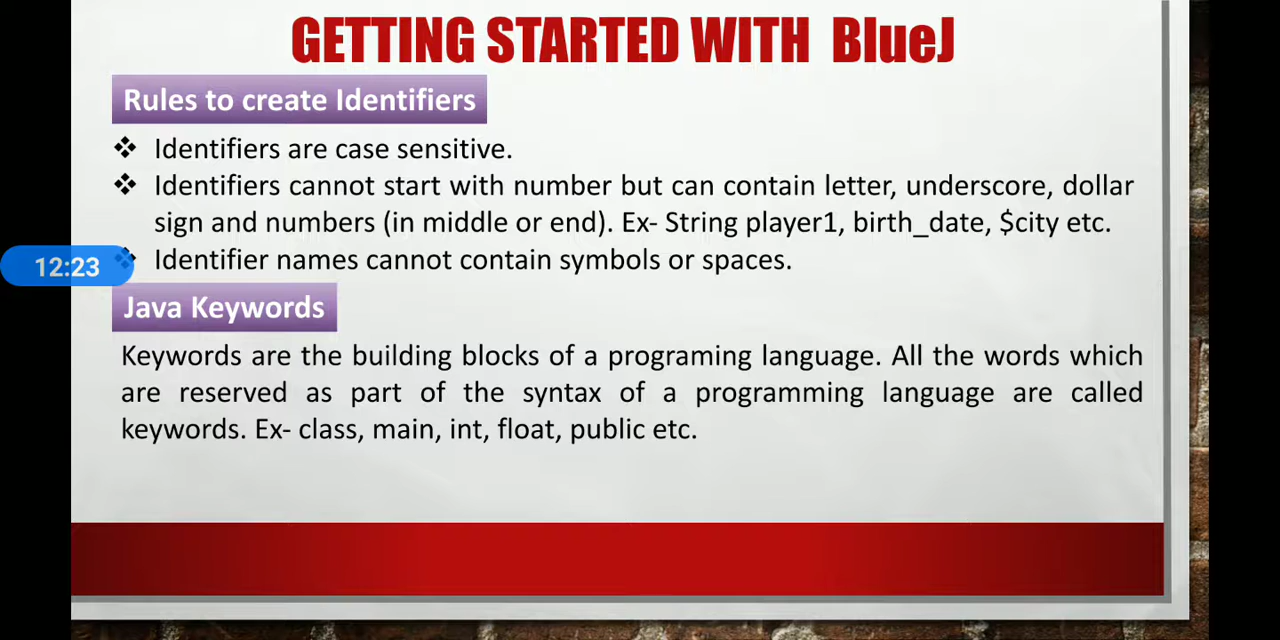 GETTING STARTED WITH BlueJ
Rules to create Identifiers
❖ Identifiers are case sensitive.
❖ Identifiers cannot start with number but can contain letter, underscore, dollar
sign and numbers (in middle or end). Ex- String player1, birth_date, $city etc.
12:23
❖ Identifier names cannot contain symbols or spaces.
Java Keywords
Keywords are the building blocks of a programing language. All the words which
are reserved as part of the syntax of a programming language are called
keywords. Ex- class, main, int, float, public etc.